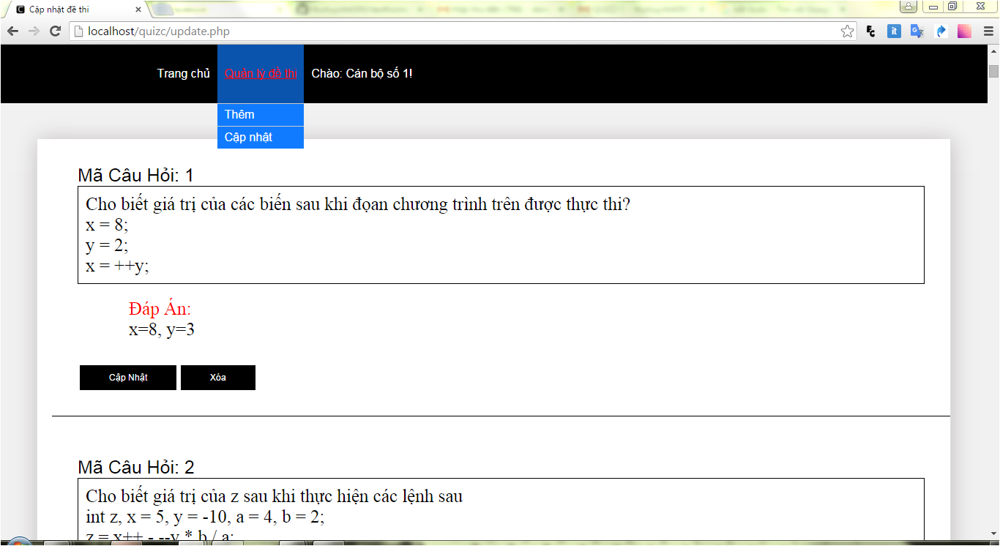 Cập nhật đề thi
localhost/quizc/update.php
Trang chủ
Quản lý đề thi
Chào: Cán bộ số 1!
Thêm
Cập nhật
Mã Câu Hỏi: 1
Cho biết giá trị của các biến sau khi đọan chương trình trên được thực thi?
x = 8;
y = 2;
x = ++y;
Đáp Án:
x=8, y=3
Cập Nhật
Xóa
Mã Câu Hỏi: 2
Cho biết giá trị của z sau khi thực hiện các lệnh sau
int z, x = 5, y = -10, a = 4, b = 2;
z = x++ - --y * b / a;